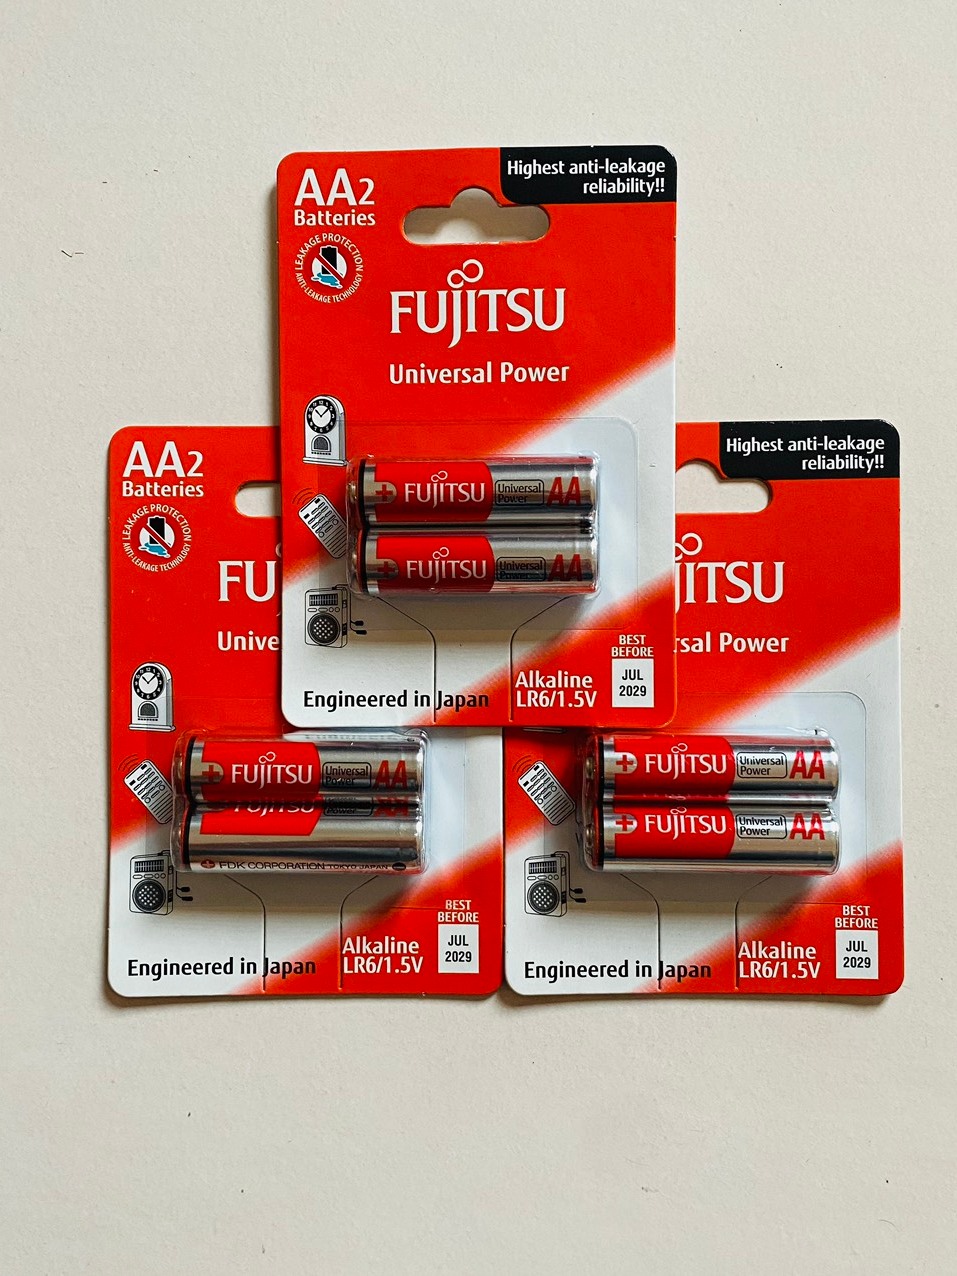 AA2
Batteries
Highest anti-leakage
reliability!!
LEAKAGE PROTECTION
ANTI-LEAKAGE TECHNOLOGY
FUJITSU
Universal Power
+ FUJITSU Universal Power AA
+ FUJITSU Universal Power AA
BEST
BEFORE
JUL
2029
Engineered in Japan
Alkaline
LR6/1.5V
AA2
Batteries
LEAKAGE PROTECTION
ANTI-LEAKAGE TECHNOLOGY
FU
Unive
+ FUJITSU Universal Power AA
FUJITSU Power AA
+ FDK CORPORATION TOKYO JAPAN
BEST
BEFORE
JUL
2029
Engineered in Japan
Alkaline
LR6/1.5V
Highest anti-leakage
reliability!!
JITSU
rsal Power
+ FUJITSU Universal Power AA
+ FUJITSU Universal Power AA
BEST
BEFORE
JUL
2029
Engineered in Japan
Alkaline
LR6/1.5V